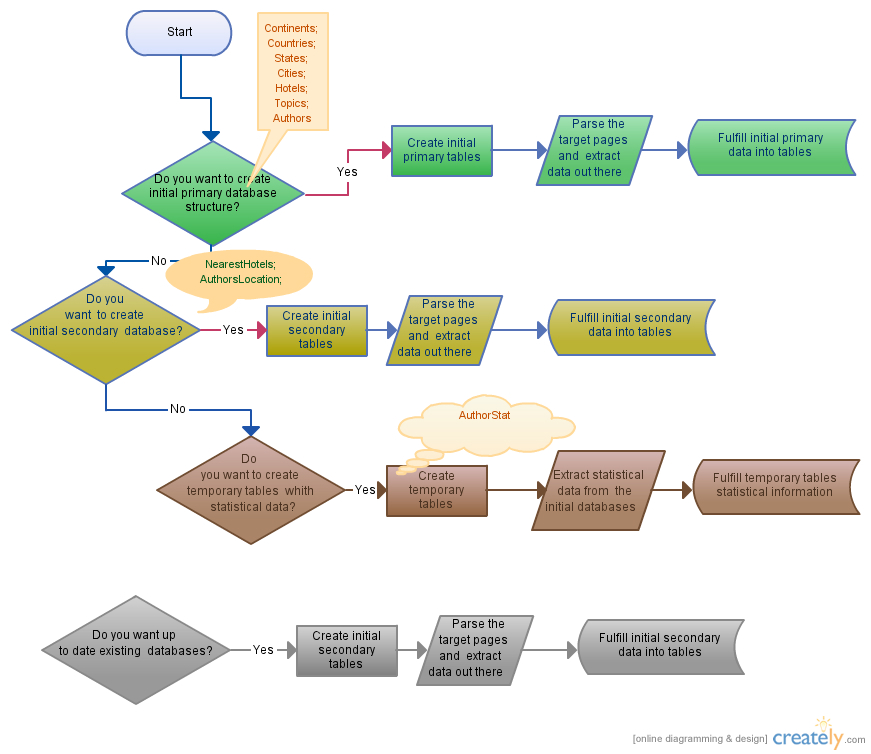 Start
Continents;
Countries;
States;
Cities;
Hotels;
Topics;
Authors
Do you want to create
initial primary database
structure?
Yes
Create initial
primary tables
Parse the
target pages
and extract
data out there
Fulfill initial primary
data into tables
No
NearestHotels;
AuthorsLocation;
Do you
want to create
initial secondary database?
Yes
Create initial
secondary
tables
Parse the
target pages
and extract
data out there
Fulfill initial secondary
data into tables
No
AuthorStat
Do
you want to create
temporary tables whith
statistical data?
Yes
Create
temporary
tables
Extract statistical
data from the
initial databases
Fulfill temporary tables
statistical information
Do you want up
to date existing databases?
Yes
Create initial
secondary
tables
Parse the
target pages
and extract
data out there
Fulfill initial secondary
data into tables
[online diagramming & design] creately.com